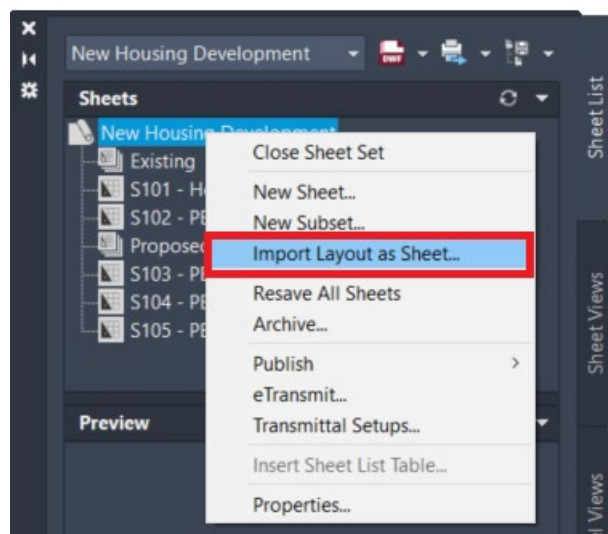 New Housing Development
DWF
Sheets
New Housing Development
Existing
S101 - H
S102 - PE
Proposed
S103 - PE
S104 - PE
S105 - PE
Close Sheet Set
New Sheet...
New Subset...
Import Layout as Sheet...
Resave All Sheets
Archive...
Publish
eTransmit...
Transmittal Setups...
Insert Sheet List Table...
Properties...
Preview
Sheet List
Sheet Views
Views